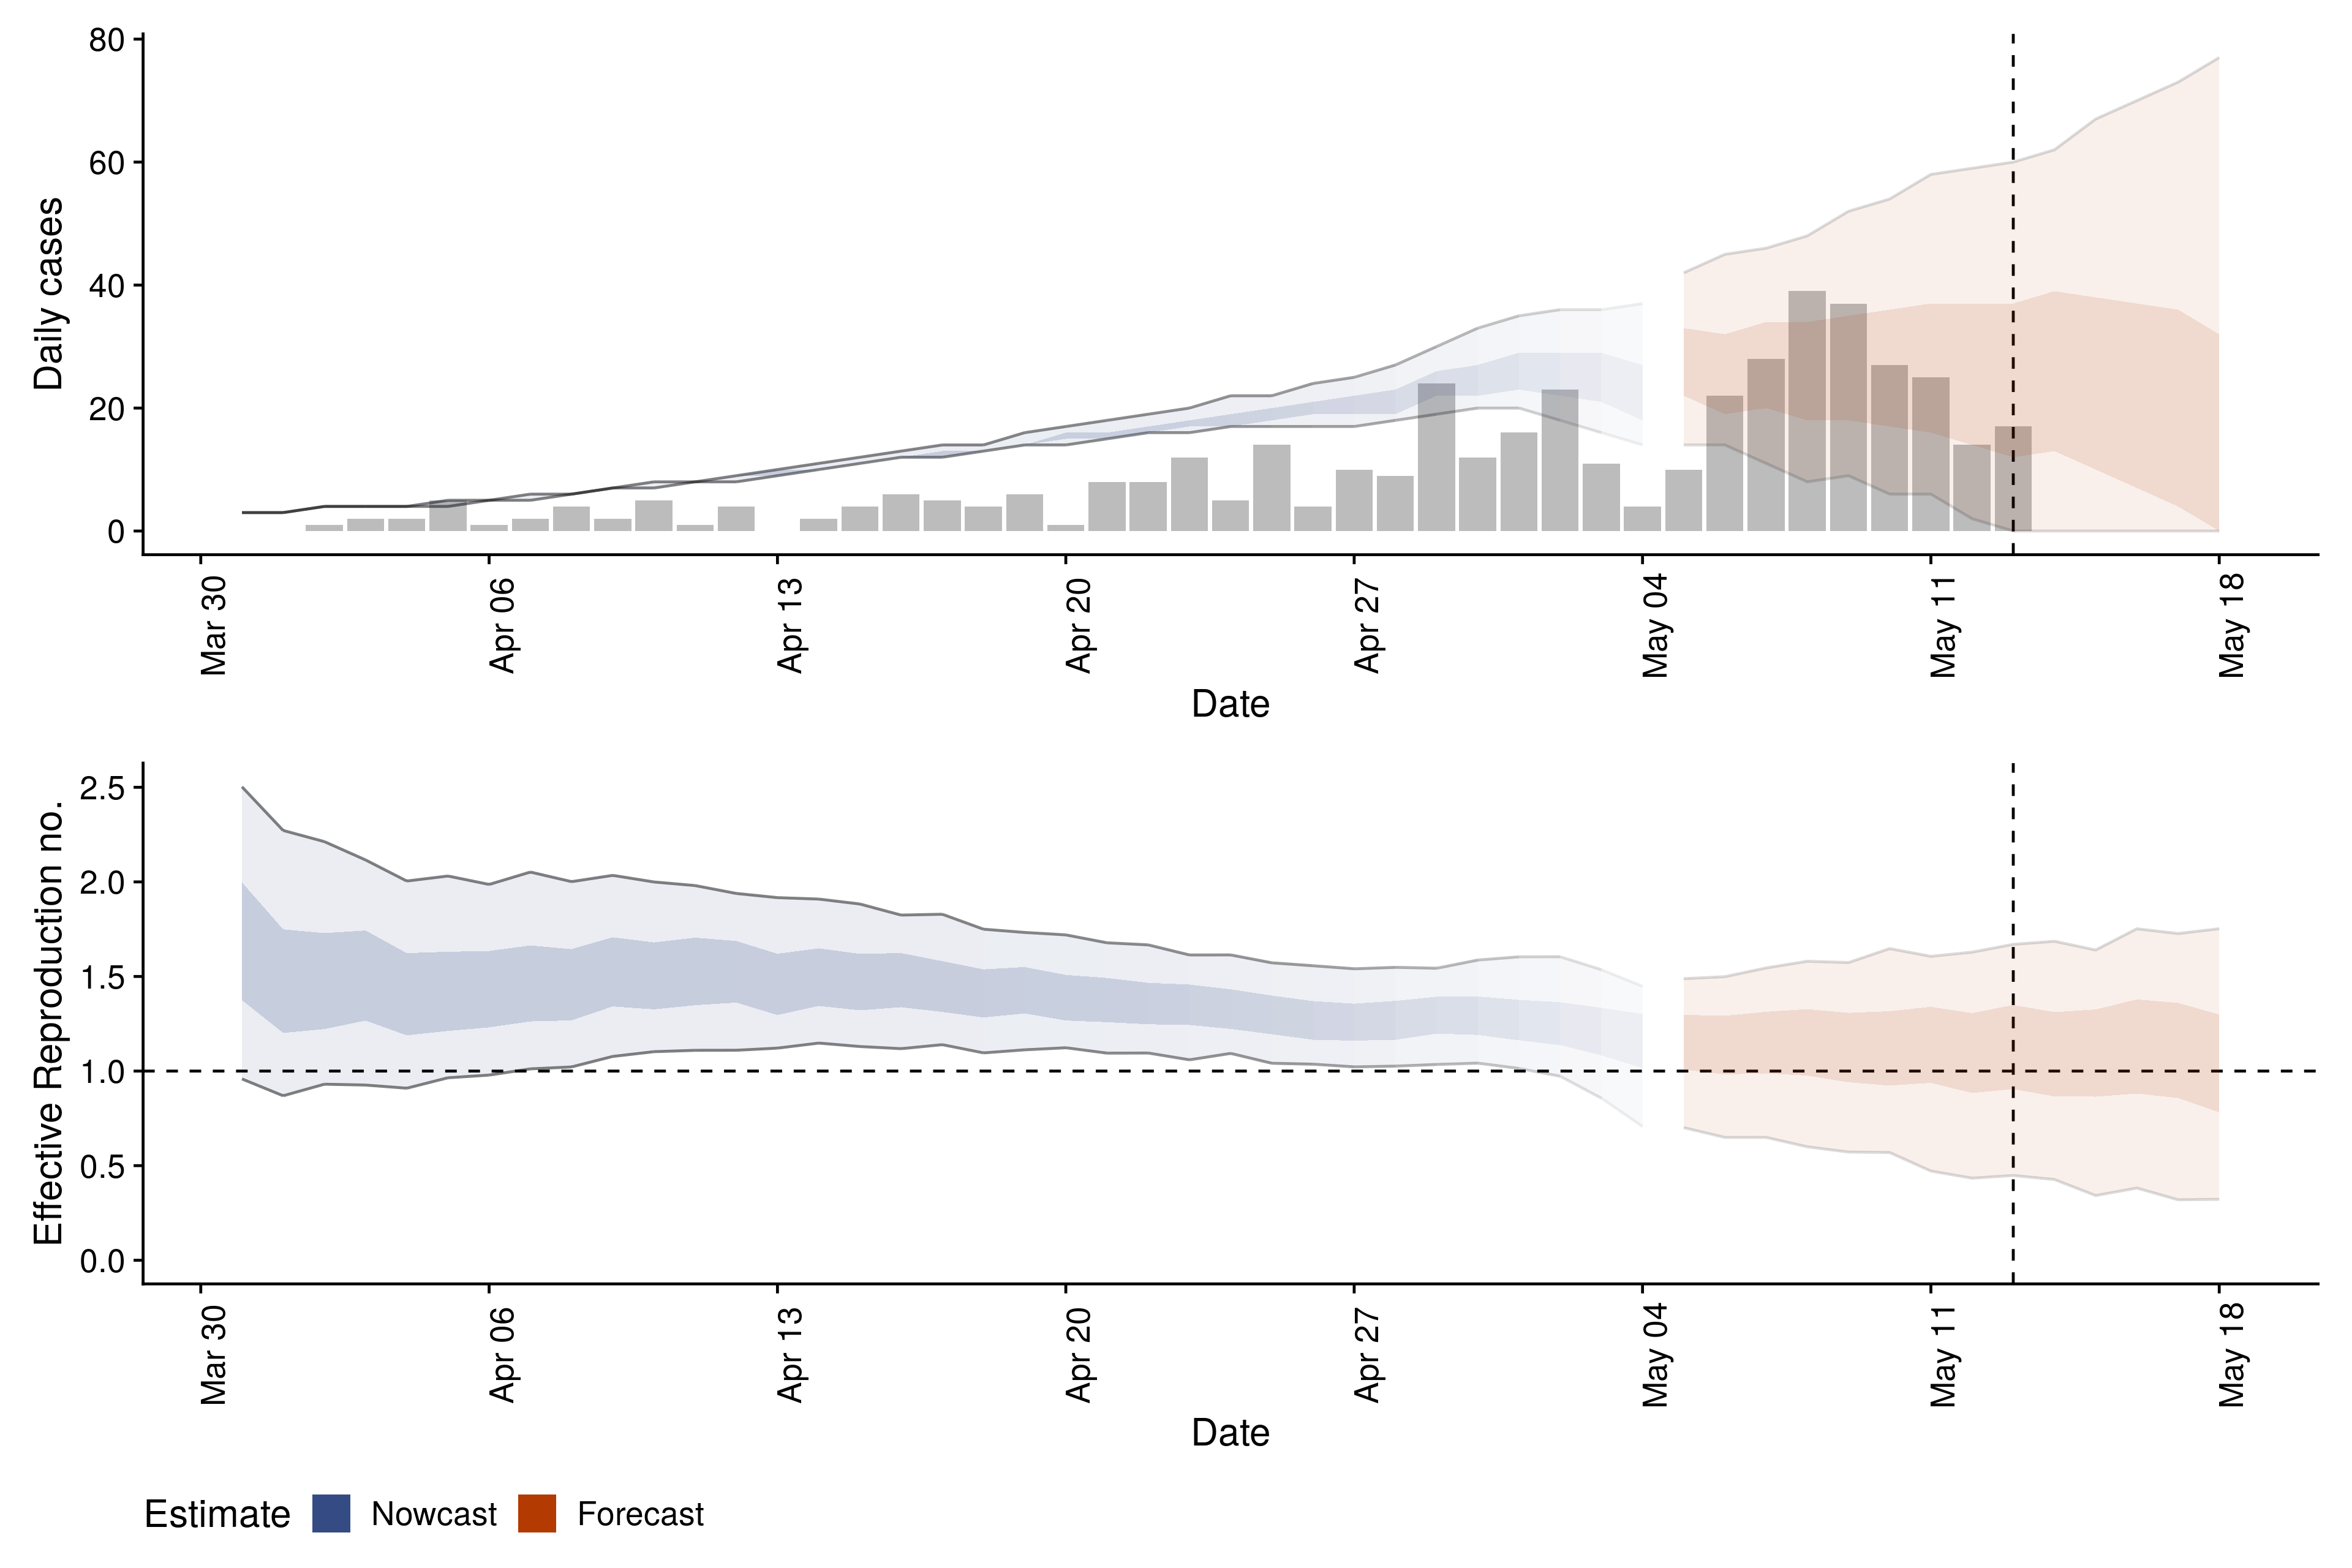 Daily cases
80
60
40
20
0
Mar 30
Apr 06
Apr 13
Apr 20
Apr 27
May 04
May 11
May 18
Date
Effective Reproduction no.
2.5
2.0
1.5
1.0
0.5
0.0
Mar 30
Apr 06
Apr 13
Apr 20
Apr 27
May 04
May 11
May 18
Date
Estimate Nowcast Forecast